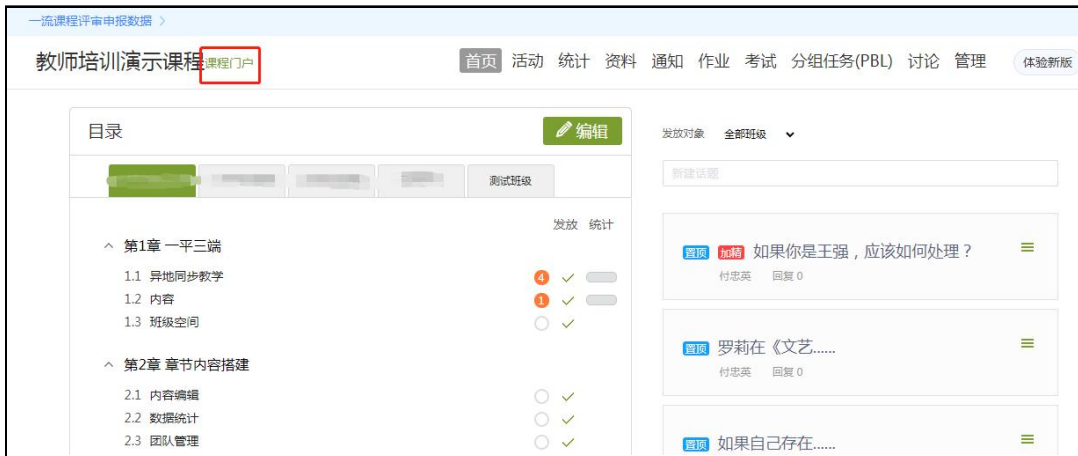 一流课程评审申报数据 >
教师培训演示课程 课程门户 首页 活动 统计 资料 通知 作业 考试 分组任务(PBL) 讨论 管理 体验新版
目录 编辑
测试班级
发放 统计
第1章 一平三端
1.1 异地同步教学 4
1.2 内容 1
1.3 班级空间
第2章 章节内容搭建
2.1 内容编辑
2.2 数据统计
2.3 团队管理
发放对象 全部班级
新建话题
置顶 加精 如果你是王强，应该如何处理？
付忠英 回复 0
置顶 罗莉在《文艺......
付忠英 回复 0
置顶 如果自己存在......